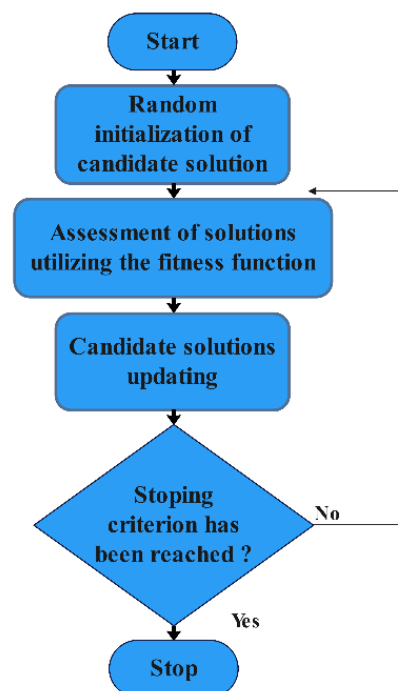 Start
Random
initialization of
candidate solution
Assessment of solutions
utilizing the fitness function
Candidate solutions
updating
Stoping
criterion has
been reached ?
No
Yes
Stop